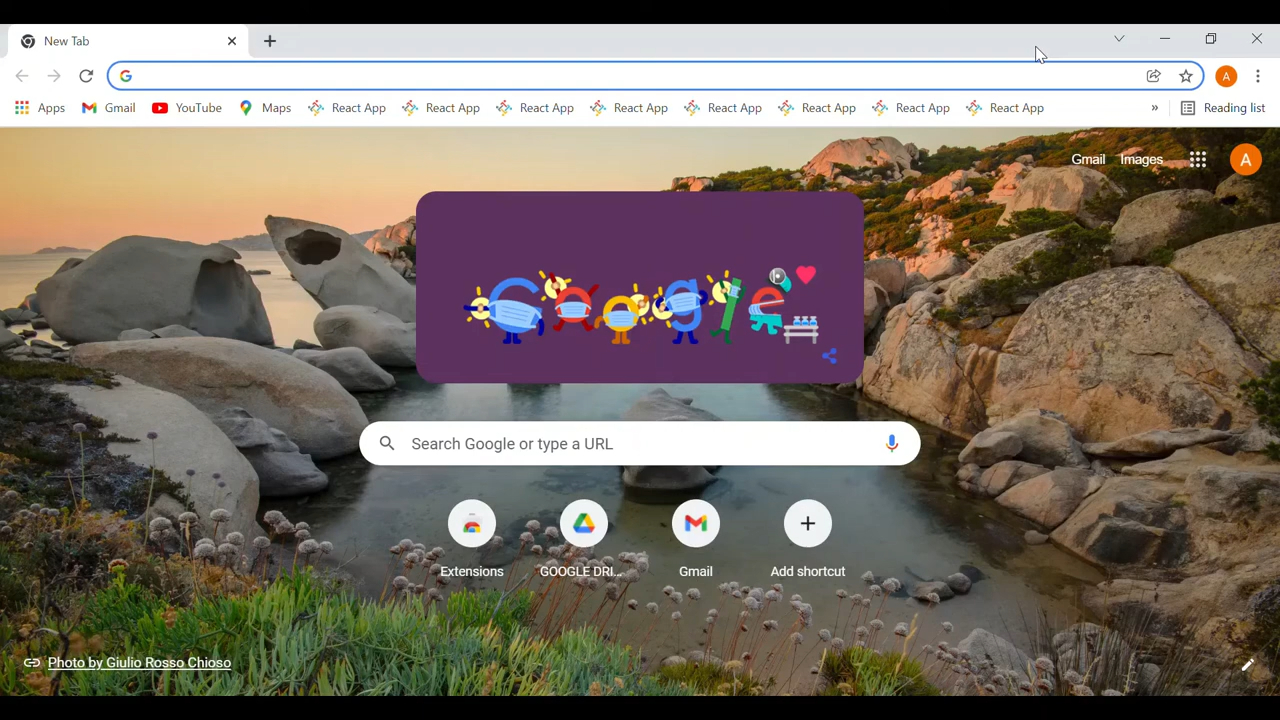 New Tab
Apps Gmail YouTube Maps React App React App React App React App React App React App React App React App » Reading list
A
Gmail Images A
Google
Search Google or type a URL
Extensions GOOGLE DRI... Gmail Add shortcut
Photo by Giulio Rosso Chioso